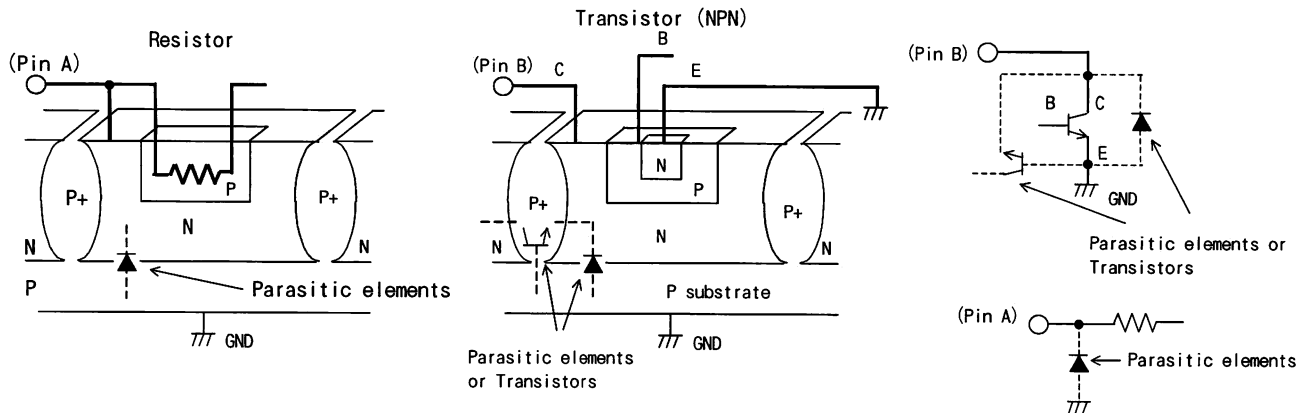 Resistor
(Pin A)
P+
P
P+
N
N
N
P
Parasitic elements
GND
Transistor (NPN)
B
(Pin B)
C
E
N
P+
P
P+
N
N
N
P substrate
GND
Parasitic elements
or Transistors
(Pin B)
B
C
E
GND
Parasitic elements or
Transistors
(Pin A)
Parasitic elements